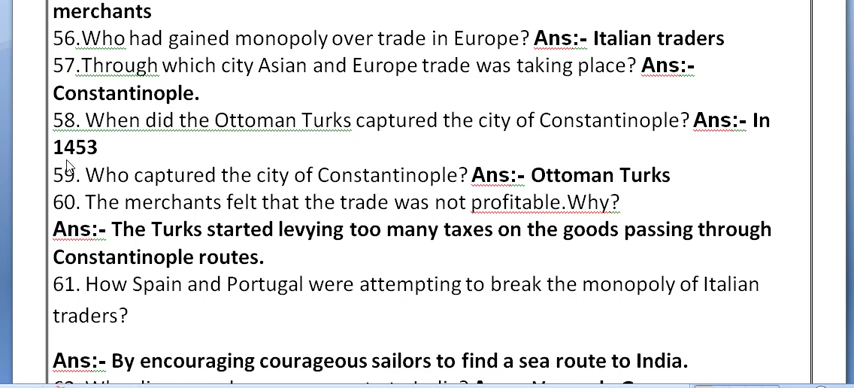 merchants
56.Who had gained monopoly over trade in Europe? Ans:- Italian traders
57.Through which city Asian and Europe trade was taking place? Ans:-
Constantinople.
58. When did the Ottoman Turks captured the city of Constantinople? Ans:- In
1453
59. Who captured the city of Constantinople? Ans:- Ottoman Turks
60. The merchants felt that the trade was not profitable.Why?
Ans:- The Turks started levying too many taxes on the goods passing through
Constantinople routes.
61. How Spain and Portugal were attempting to break the monopoly of Italian
traders?
Ans:- By encouraging courageous sailors to find a sea route to India.